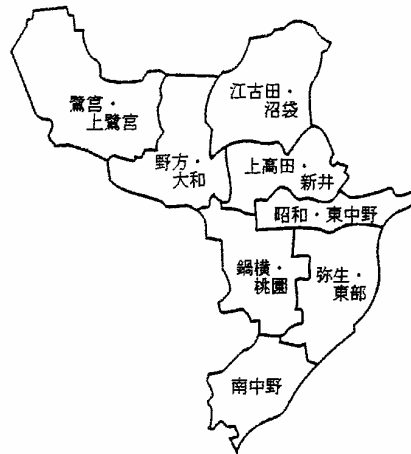 江古田・
沼袋
鷺宮・
上鷺宮
野方・
大和
上高田・
新井
昭和・東中野
鍋横・
桃園
弥生・
東部
南中野